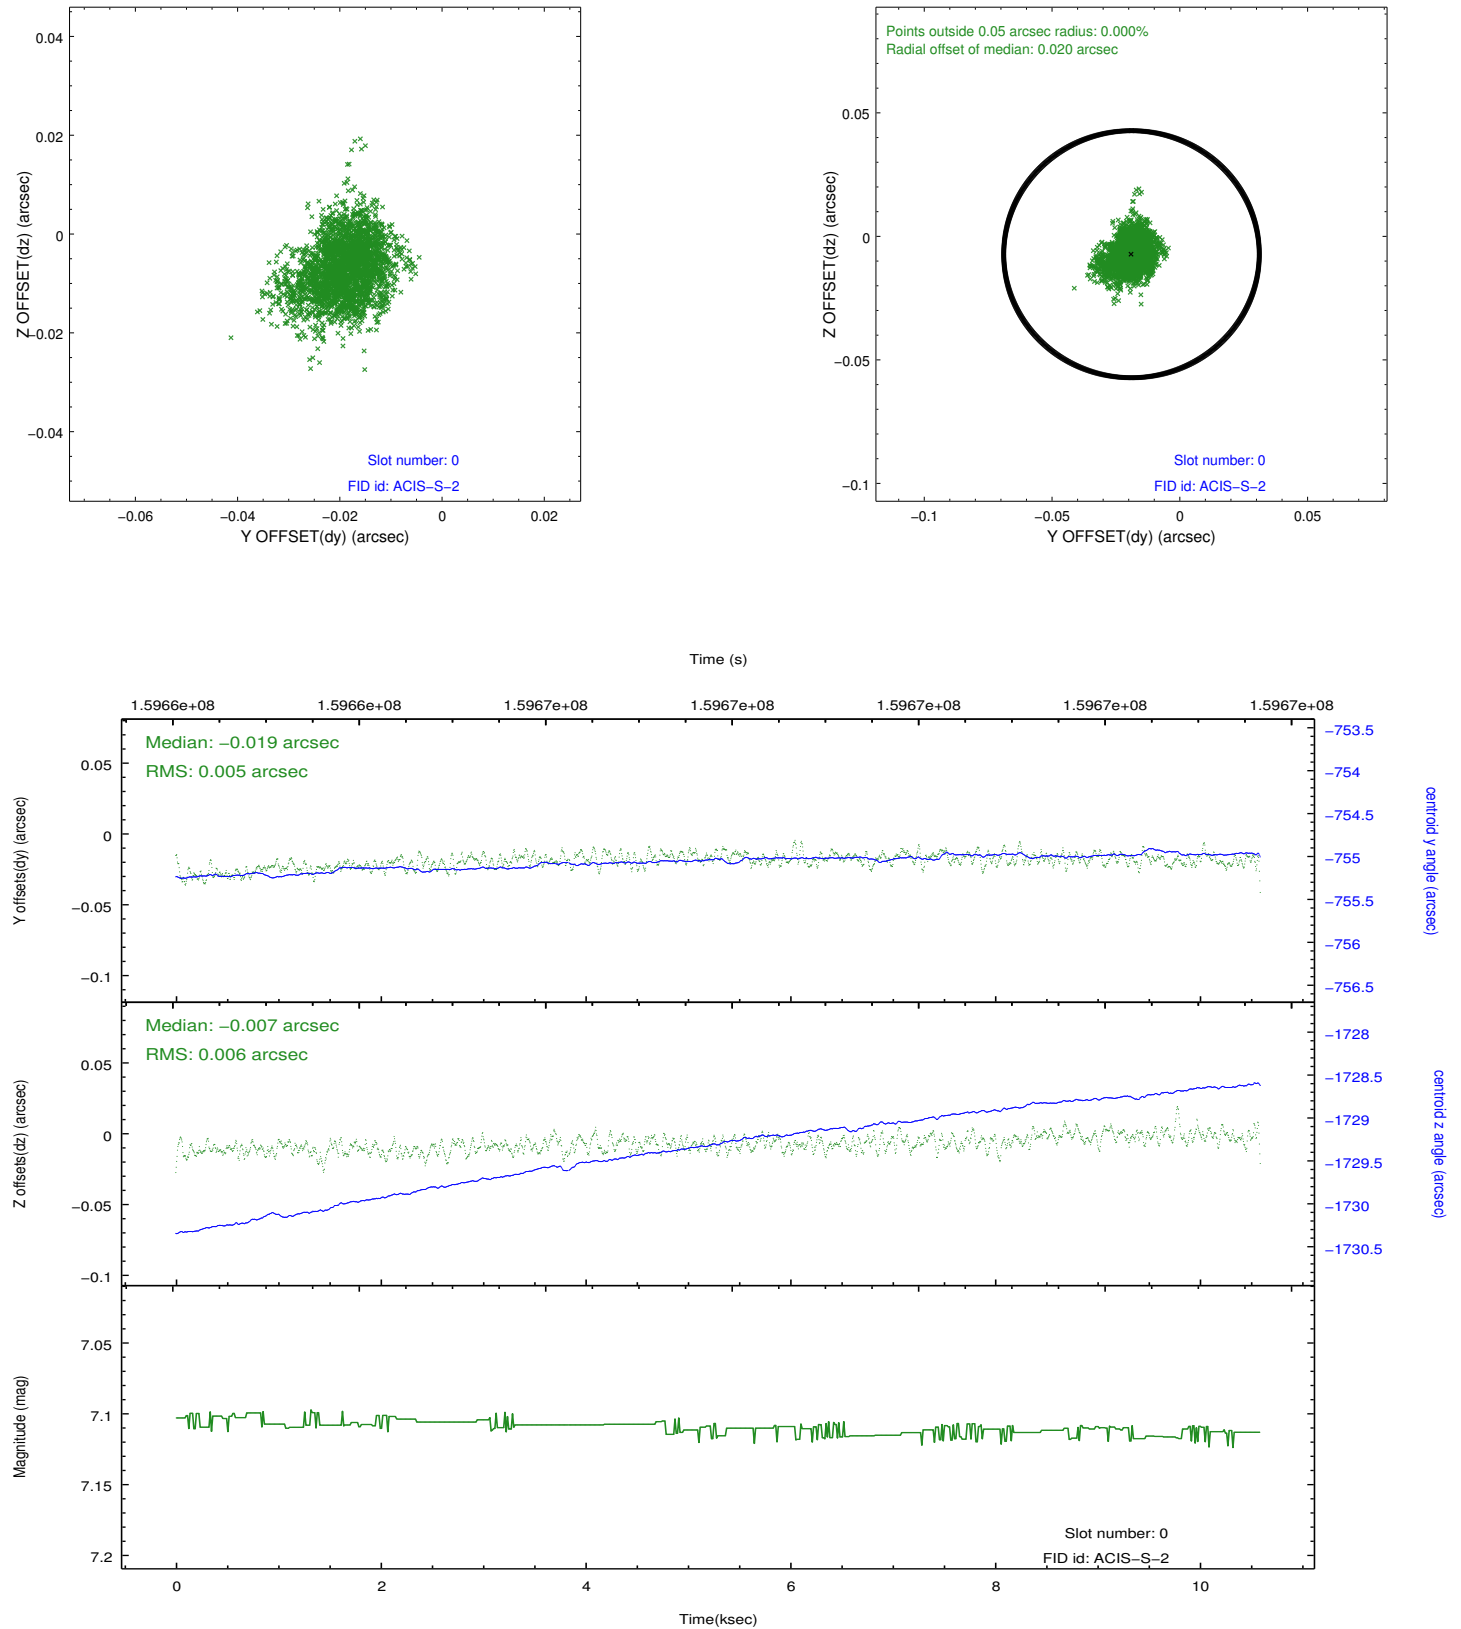 0.04
0.02
0
−0.02
−0.04
Z OFFSET(dz) (arcsec)
Slot number: 0
FID id: ACIS−S−2
−0.06
−0.04
−0.02
0
0.02
Y OFFSET(dy) (arcsec)
Points outside 0.05 arcsec radius: 0.000%
Radial offset of median: 0.020 arcsec
0.05
0
−0.05
−0.1
Z OFFSET(dz) (arcsec)
Slot number: 0
FID id: ACIS−S−2
−0.1
−0.05
0
0.05
Y OFFSET(dy) (arcsec)
Time (s)
1.5966e+08
1.5966e+08
1.5967e+08
1.5967e+08
1.5967e+08
1.5967e+08
1.5967e+08
Median: −0.019 arcsec
RMS: 0.005 arcsec
0.05
0
−0.05
−0.1
Y offsets(dy) (arcsec)
−753.5
−754
−754.5
−755
−755.5
−756
−756.5
centroid y angle (arcsec)
Median: −0.007 arcsec
RMS: 0.006 arcsec
0.05
0
−0.05
−0.1
Z offsets(dz) (arcsec)
−1728
−1728.5
−1729
−1729.5
−1730
−1730.5
centroid z angle (arcsec)
7.05
7.1
7.15
7.2
Magnitude (mag)
Slot number: 0
FID id: ACIS−S−2
0
2
4
6
8
10
Time(ksec)